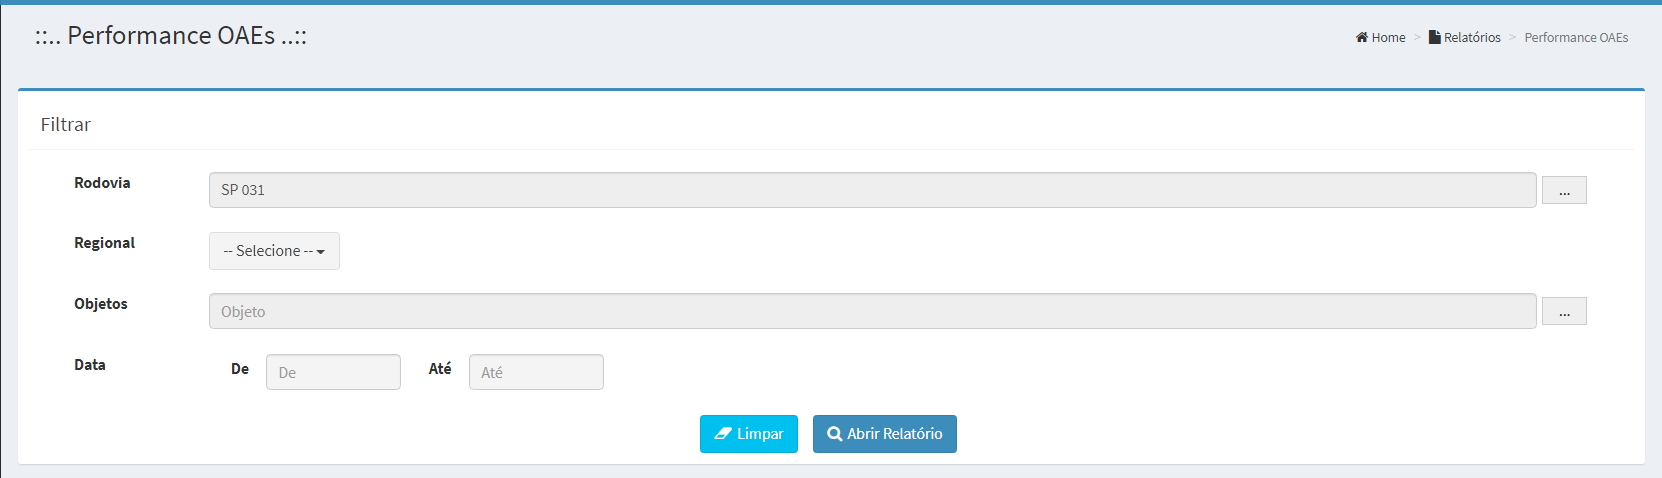 ::.. Performance OAEs ..::
Home > Relatórios > Performance OAEs
Filtrar
Rodovia SP 031 ...
Regional -- Selecione --
Objetos Objeto ...
Data De De Até Até
Limpar Abrir Relatório